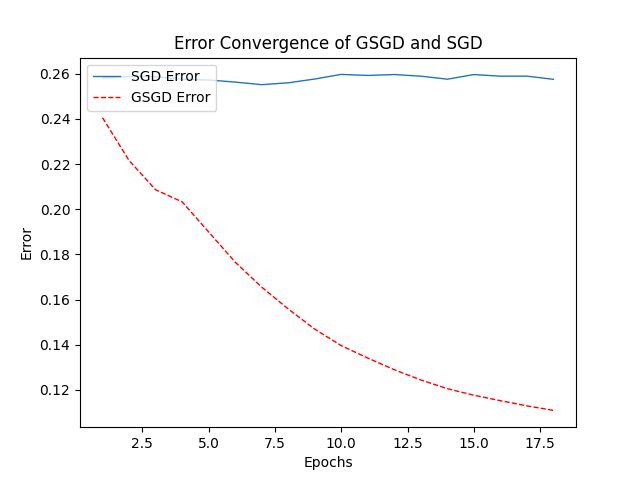 Error Convergence of GSGD and SGD
SGD Error
GSGD Error
0.26
0.24
0.22
0.20
0.18
0.16
0.14
0.12
Error
2.5 5.0 7.5 10.0 12.5 15.0 17.5
Epochs